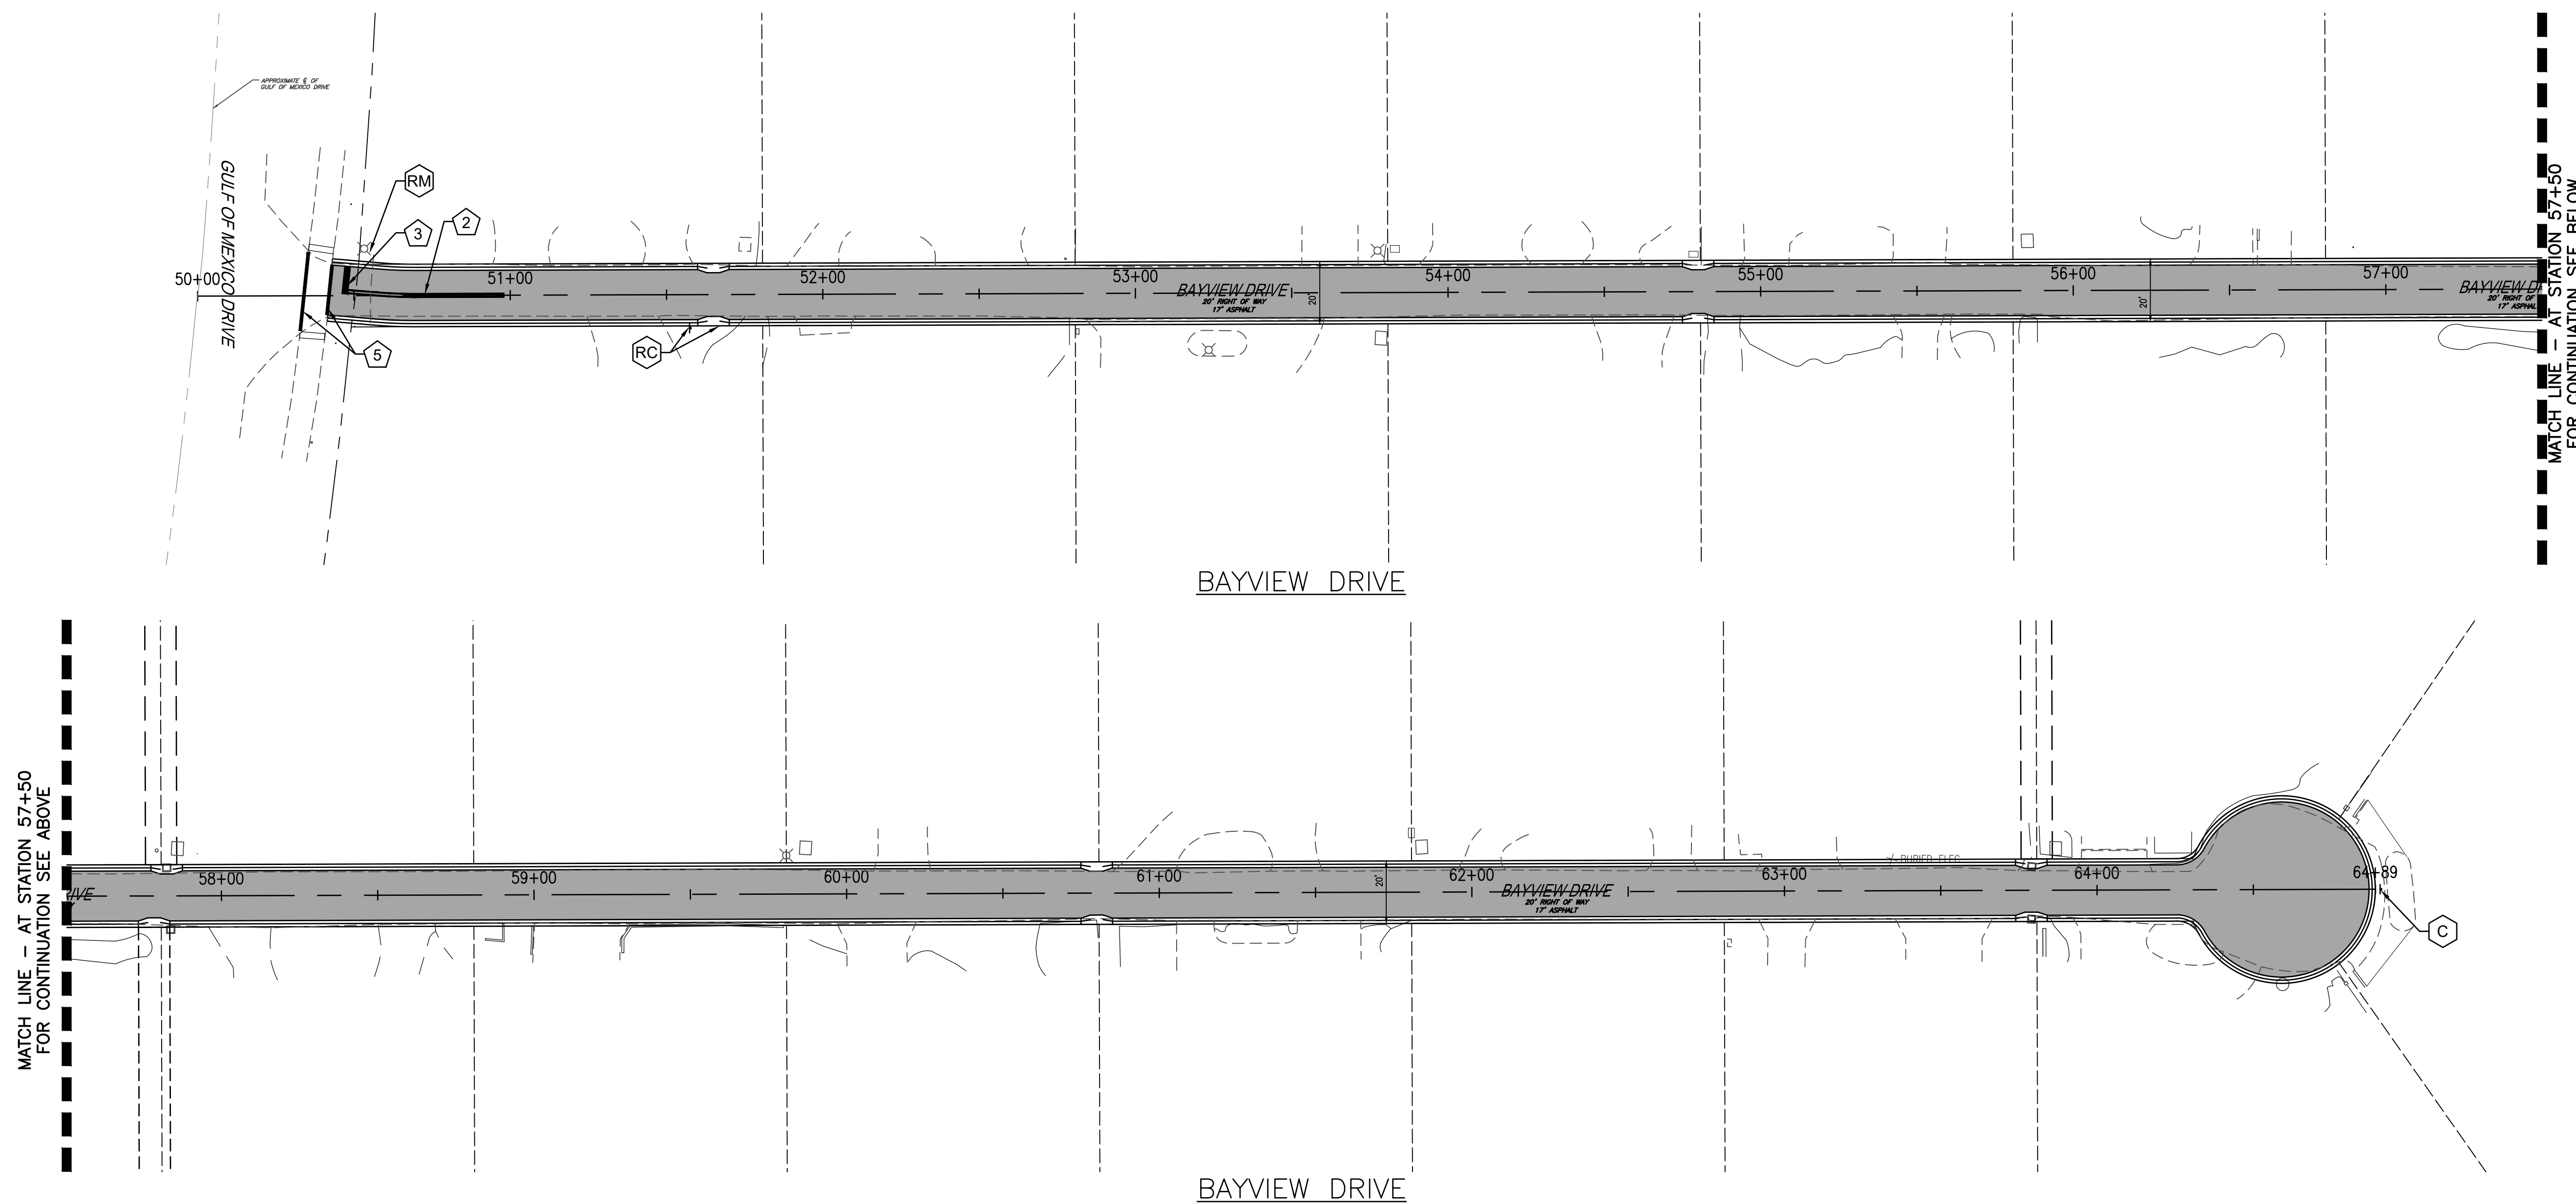 APPROXIMATE ℄ OF
GULF OF MEXICO DRIVE
GULF OF MEXICO DRIVE
RM
3
2
50+00
51+00
52+00
53+00
54+00
55+00
56+00
57+00
BAYVIEW DRIVE
20' RIGHT OF WAY
17' ASPHALT
20'
20'
BAYVIEW DR
20' RIGHT OF
17' ASPHAL
5
RC
MATCH LINE - AT STATION 57+50
FOR CONTINUATION SEE BELOW
BAYVIEW DRIVE
MATCH LINE - AT STATION 57+50
FOR CONTINUATION SEE ABOVE
RIVE
58+00
59+00
60+00
61+00
62+00
63+00
64+00
64+89
20'
BAYVIEW DRIVE
20' RIGHT OF WAY
17' ASPHALT
BURIED ELEC
C
BAYVIEW DRIVE